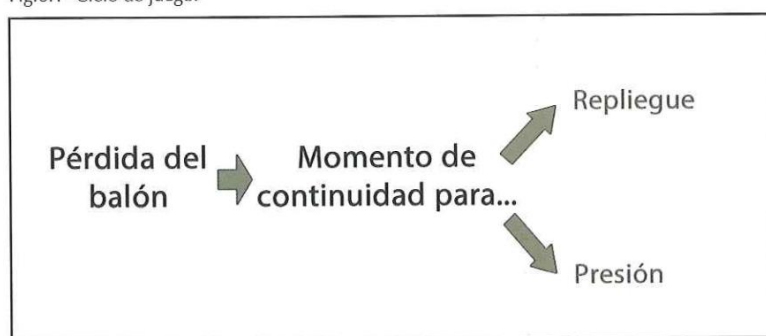 Pérdida del
balón
Momento de
continuidad para...
Repliegue
Presión